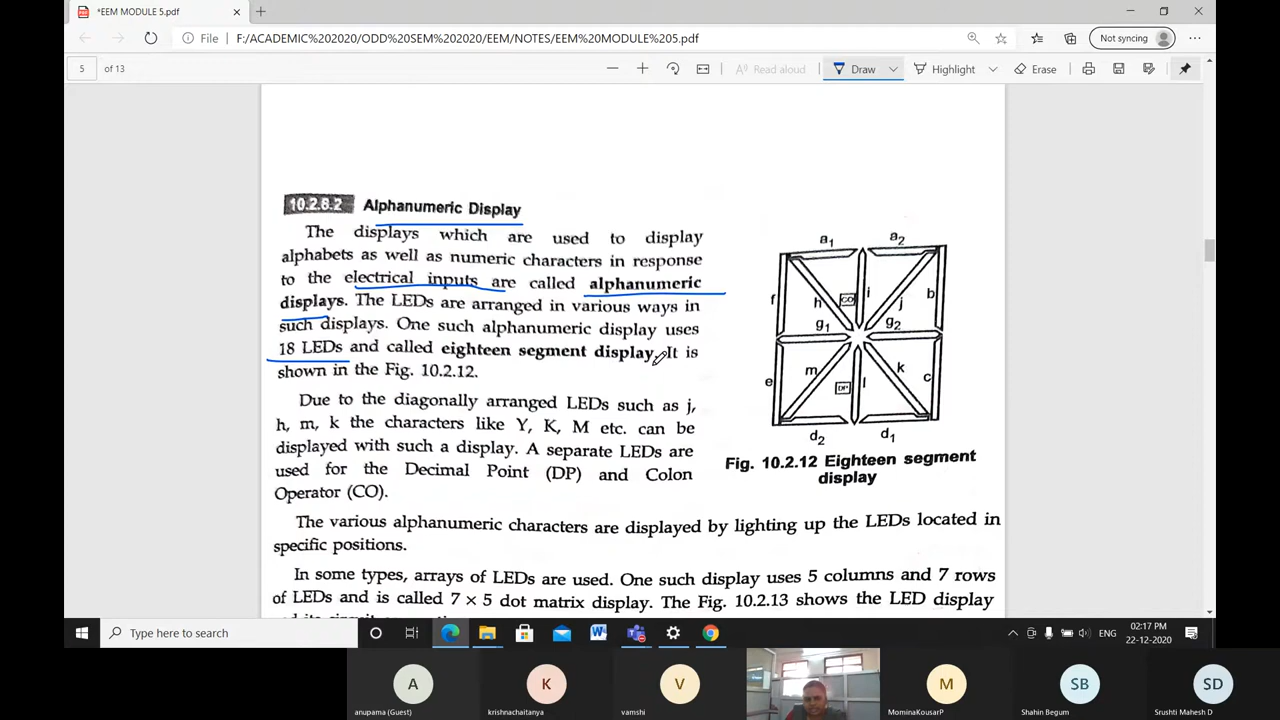 *EEM MODULE 5.pdf
File
F:/ACADEMIC%202020/ODD%20SEM%202020/EEM/NOTES/EEM%20MODULE%205.pdf
Not syncing
5 of 13
Read aloud
Draw
Highlight
Erase
10.2.6.2 Alphanumeric Display
The displays which are used to display
alphabets as well as numeric characters in response
to the electrical inputs are called alphanumeric
displays. The LEDs are arranged in various ways in
such displays. One such alphanumeric display uses
18 LEDs and called eighteen segment display. It is
shown in the Fig. 10.2.12.
Due to the diagonally arranged LEDs such as j,
h, m, k the characters like Y, K, M etc. can be
displayed with such a display. A separate LEDs are
used for the Decimal Point (DP) and Colon
Operator (CO).
a1 a2
f h CO i j b
g1 g2
e m DP l k c
d2 d1
Fig. 10.2.12 Eighteen segment
display
The various alphanumeric characters are displayed by lighting up the LEDs located in
specific positions.
In some types, arrays of LEDs are used. One such display uses 5 columns and 7 rows
of LEDs and is called 7 × 5 dot matrix display. The Fig. 10.2.13 shows the LED display
Type here to search
ENG
02:17 PM
22-12-2020
A K V M SB SD
anupama (Guest)
krishnachaitanya
vamshi
MominaKousarP
Shahin Begum
Srushti Mahesh D